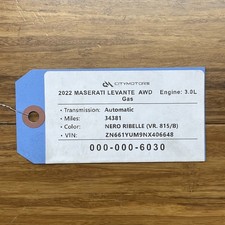 CITYMOTORS
2022 MASERATI LEVANTE AWD Engine: 3.0L
Gas
• Transmission: Automatic
• Miles: 34381
• Color: NERO RIBELLE (VR. 815/B)
• VIN: ZN661YUM9NX406648
000-000-6030